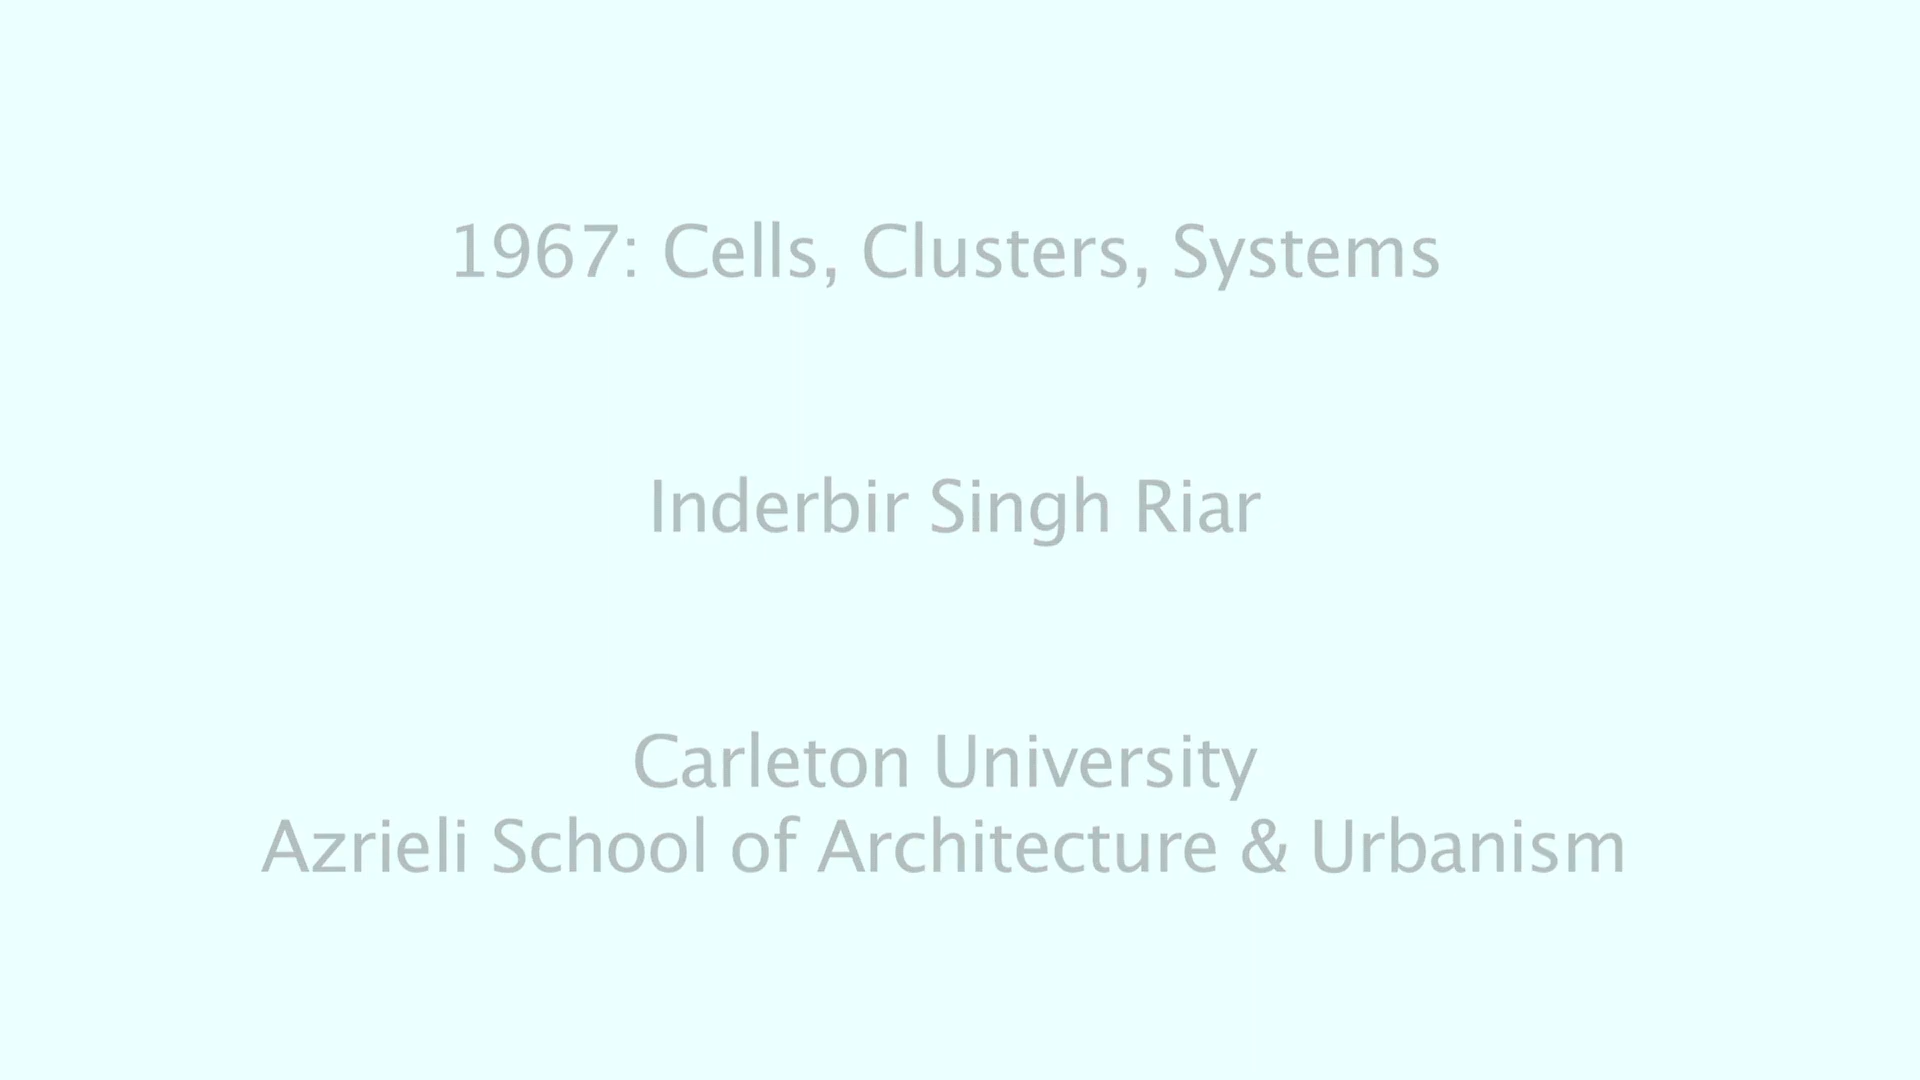 1967: Cells, Clusters, Systems
Inderbir Singh Riar
Carleton University
Azrieli School of Architecture & Urbanism